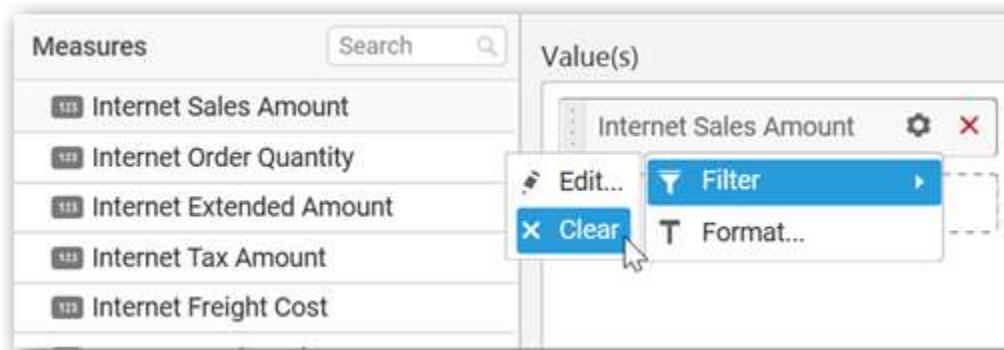 Measures
Search
Internet Sales Amount
Internet Order Quantity
Internet Extended Amount
Internet Tax Amount
Internet Freight Cost
Value(s)
Internet Sales Amount
Edit...
Clear
Filter
Format...